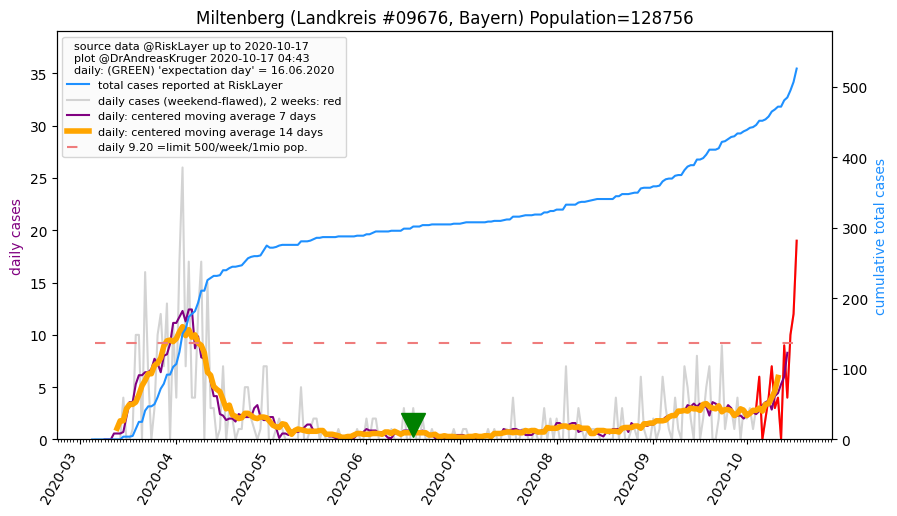 Miltenberg (Landkreis #09676, Bayern) Population=128756
source data @RiskLayer up to 2020-10-17
plot @DrAndreasKruger 2020-10-17 04:43
daily: (GREEN) 'expectation day' = 16.06.2020
total cases reported at RiskLayer
daily cases (weekend-flawed), 2 weeks: red
daily: centered moving average 7 days
daily: centered moving average 14 days
daily 9.20 =limit 500/week/1mio pop.
daily cases
35
30
25
20
15
10
5
0
cumulative total cases
500
400
300
200
100
0
2020-03
2020-04
2020-05
2020-06
2020-07
2020-08
2020-09
2020-10